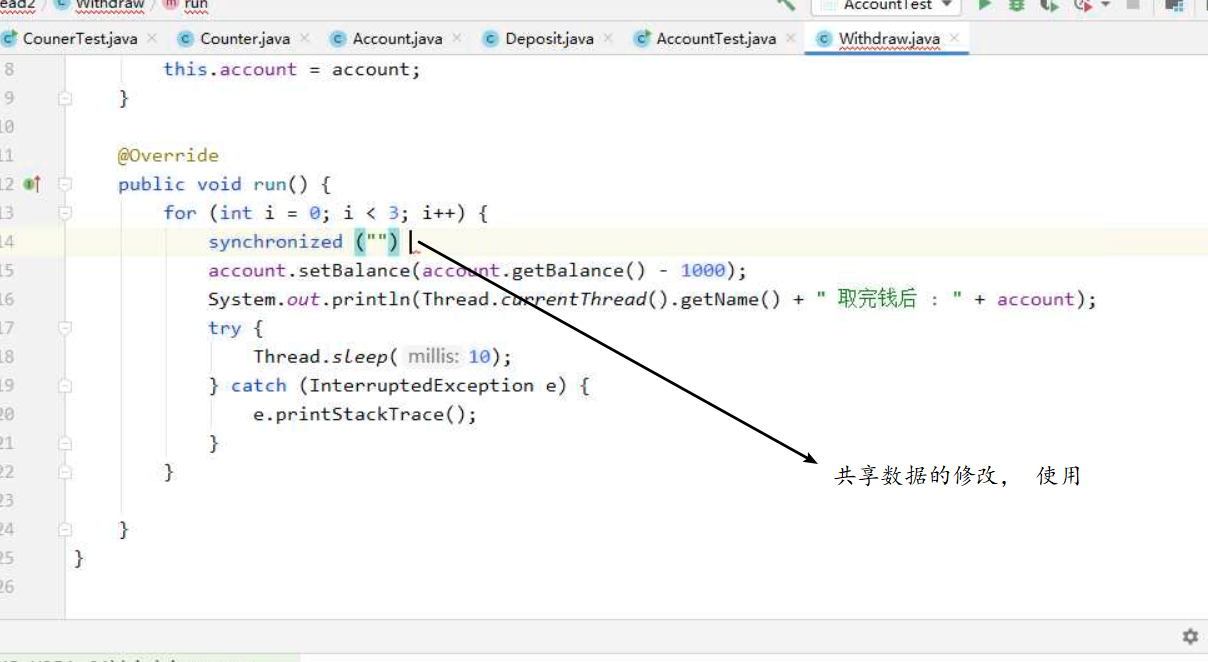 ead2 Withdraw run AccountTest
CounerTest.java Counter.java Account.java Deposit.java AccountTest.java Withdraw.java
8 this.account = account;
9 }
10
11 @Override
12 public void run() {
13 for (int i = 0; i < 3; i++) {
14 synchronized ("")
15 account.setBalance(account.getBalance() - 1000);
16 System.out.println(Thread.currentThread().getName() + " 取完钱后 : " + account);
17 try {
18 Thread.sleep( millis: 10);
19 } catch (InterruptedException e) {
20 e.printStackTrace();
21 }
22 }
共享数据的修改， 使用
23
24 }
25 }
26